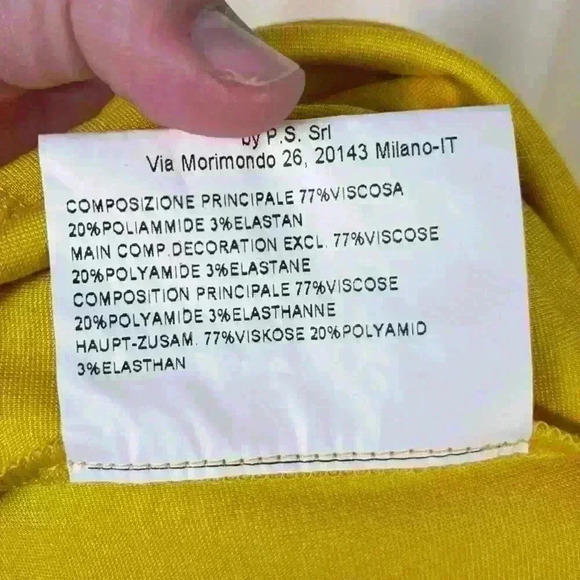 by P.S. Srl
Via Morimondo 26, 20143 Milano-IT
COMPOSIZIONE PRINCIPALE 77%VISCOSA
20%POLIAMMIDE 3%ELASTAN
MAIN COMP.DECORATION EXCL. 77%VISCOSE
20%POLYAMIDE 3%ELASTANE
COMPOSITION PRINCIPALE 77%VISCOSE
20%POLYAMIDE 3%ELASTHANNE
HAUPT-ZUSAM. 77%VISKOSE 20%POLYAMID
3%ELASTHAN